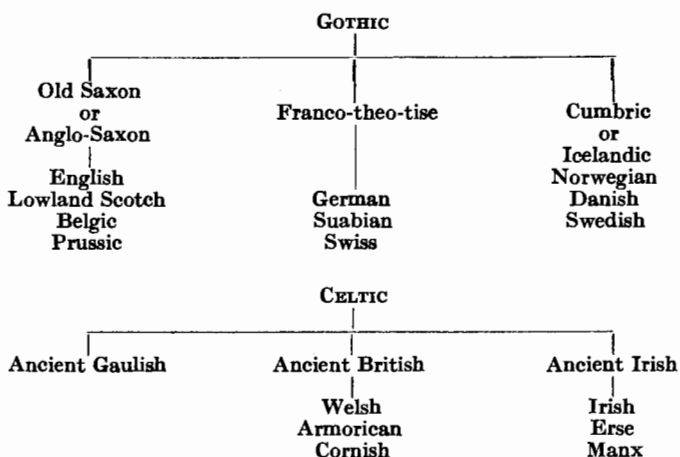 GOTHIC
Old Saxon
or
Anglo-Saxon
English
Lowland Scotch
Belgic
Prussic
Franco-theo-tise
German
Suabian
Swiss
Cumbric
or
Icelandic
Norwegian
Danish
Swedish
CELTIC
Ancient Gaulish
Ancient British
Welsh
Armorican
Cornish
Ancient Irish
Irish
Erse
Manx